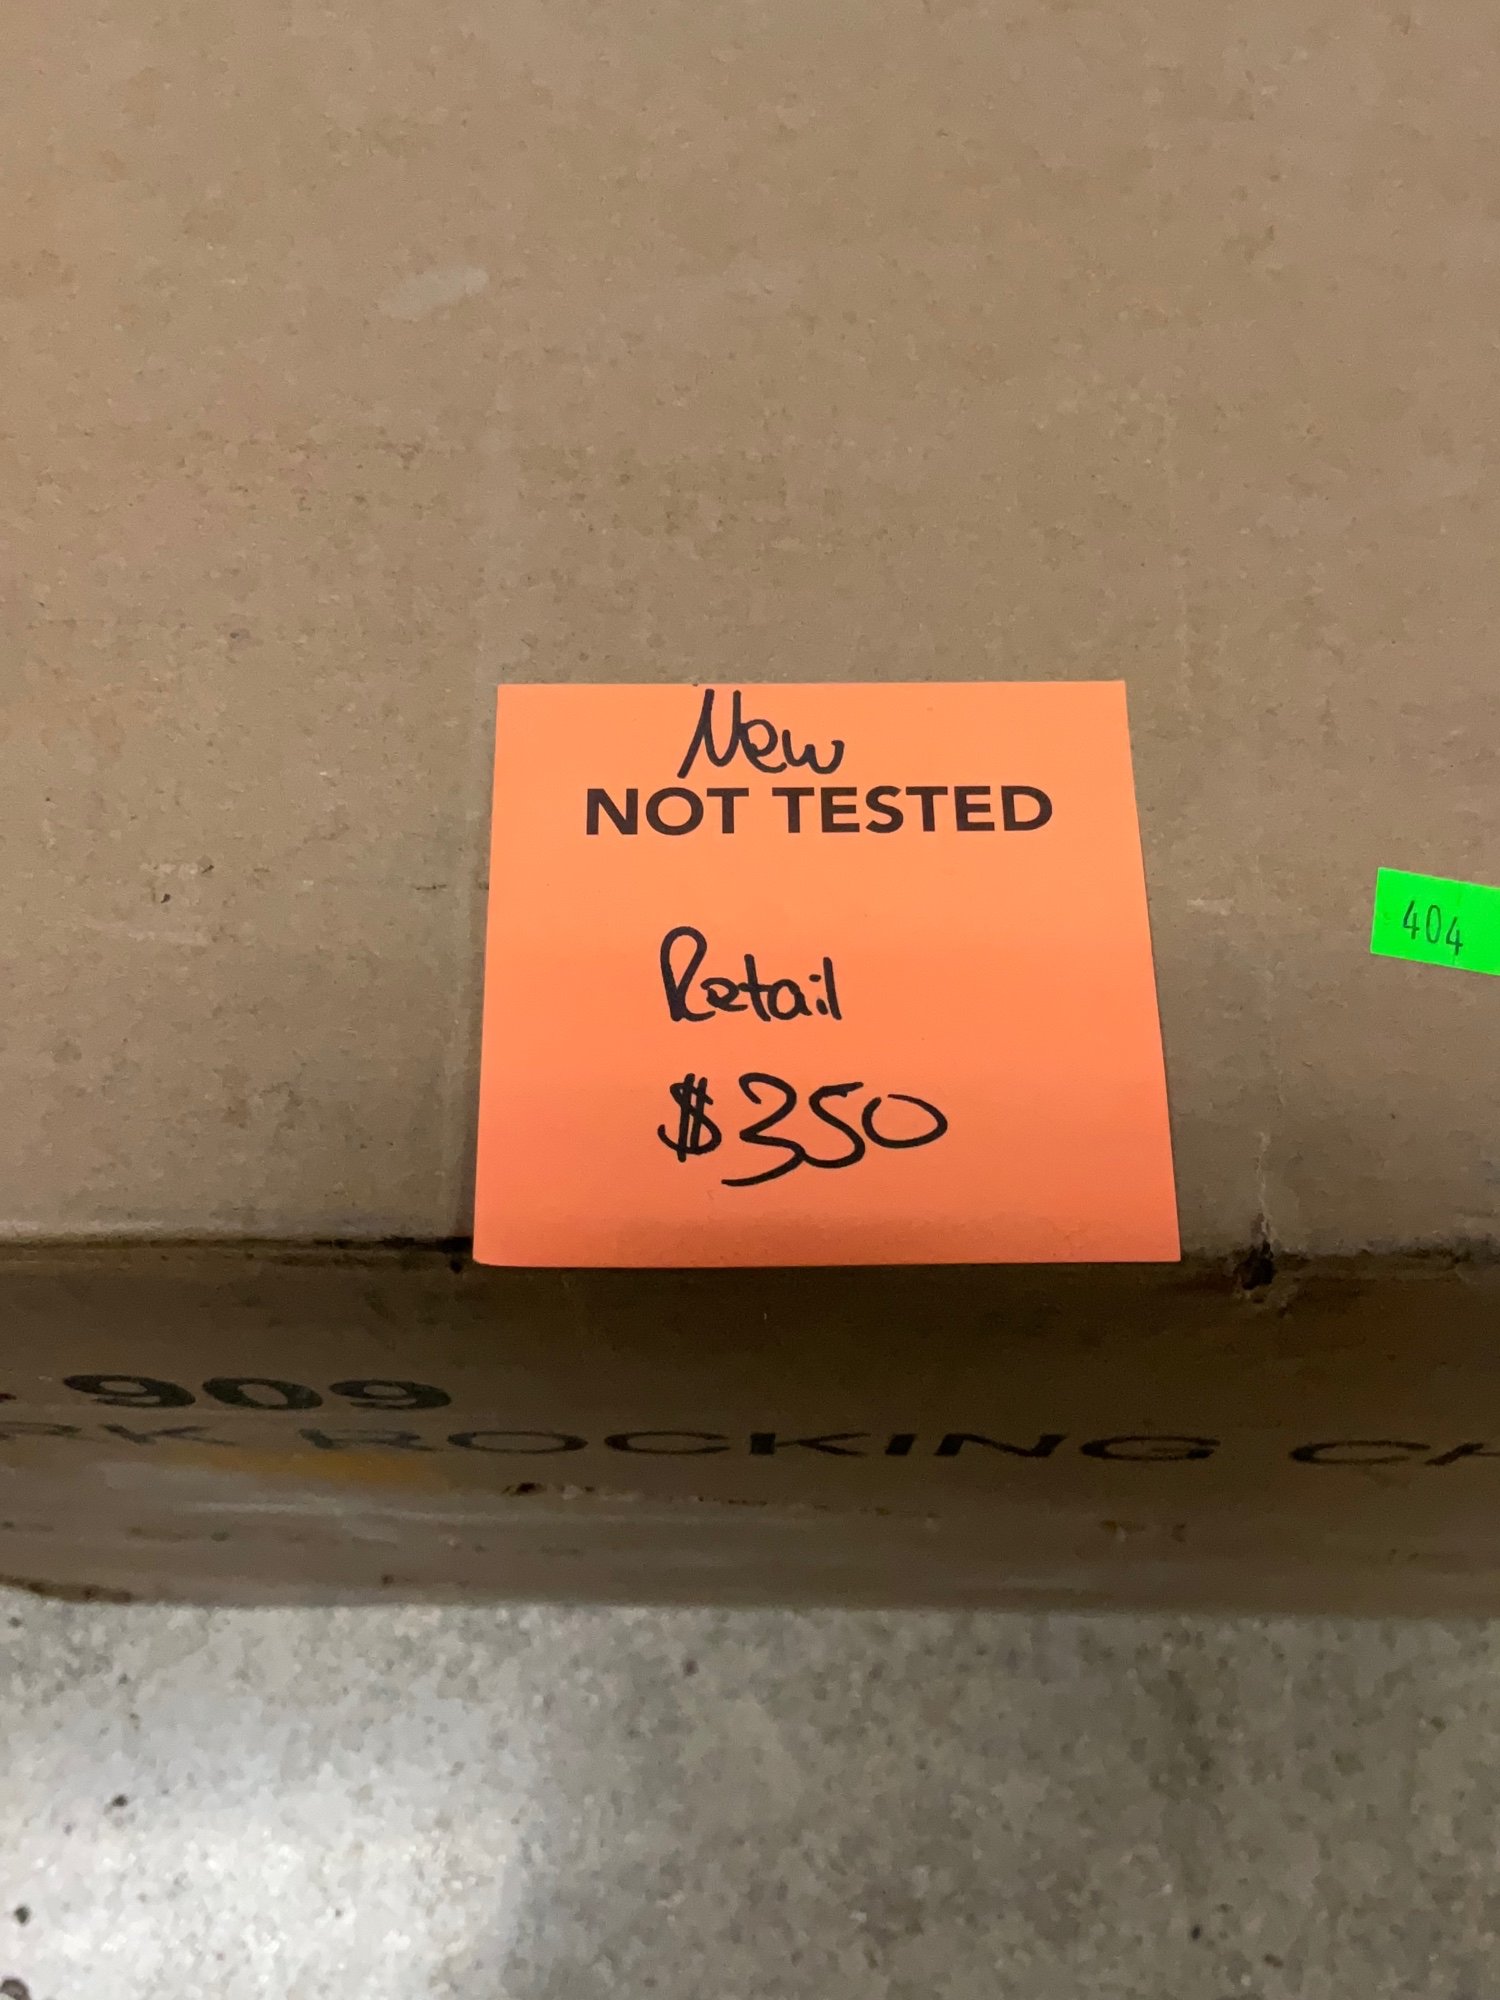 New
NOT TESTED
404
Retail
$350
909
ROCKING